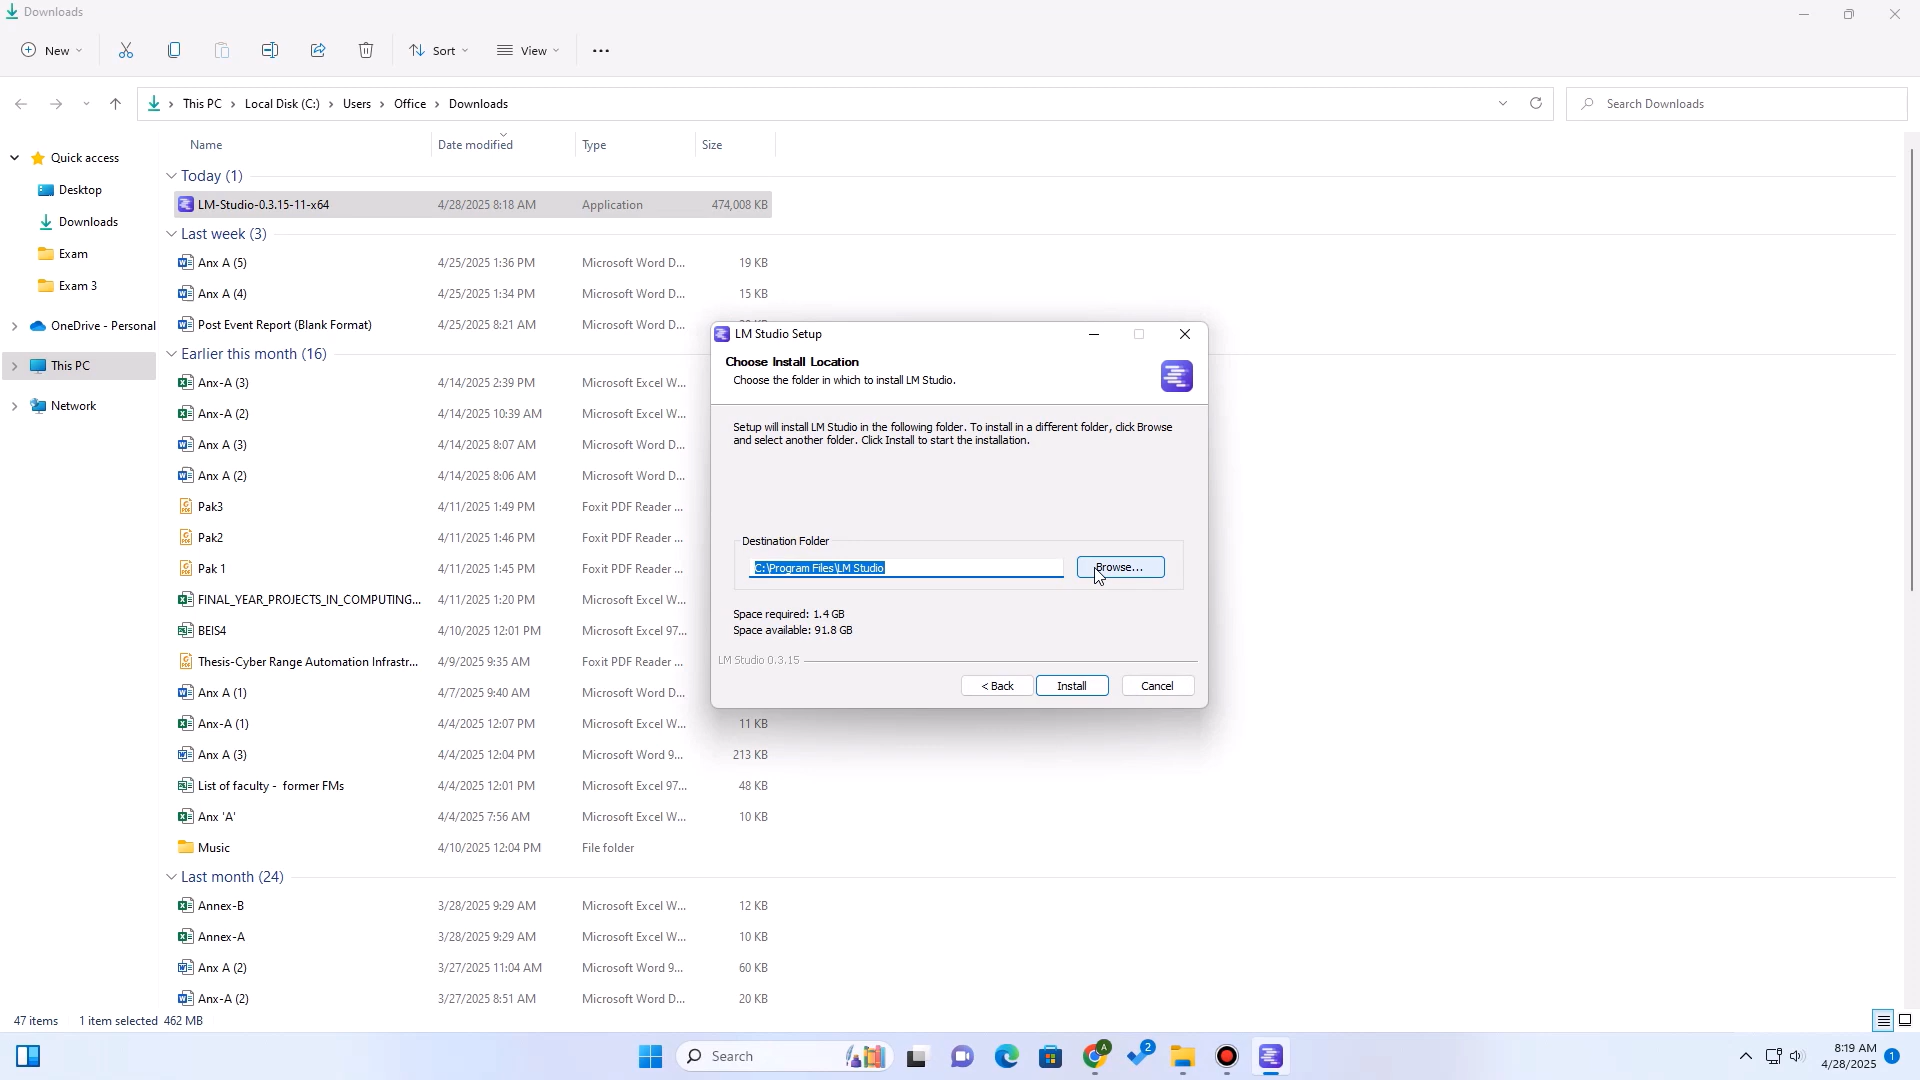 Downloads
New
Sort
View
This PC > Local Disk (C:) > Users > Office > Downloads
Search Downloads
Quick access
Desktop
Downloads
Exam
Exam 3
OneDrive - Personal
This PC
Network
Name Date modified Type Size
Today (1)
LM-Studio-0.3.15-11-x64 4/28/2025 8:18 AM Application 474,008 KB
Last week (3)
Anx A (5) 4/25/2025 1:36 PM Microsoft Word D... 19 KB
Anx A (4) 4/25/2025 1:34 PM Microsoft Word D... 15 KB
Post Event Report (Blank Format) 4/25/2025 8:21 AM Microsoft Word D...
Earlier this month (16)
Anx-A (3) 4/14/2025 2:39 PM Microsoft Excel W...
Anx-A (2) 4/14/2025 10:39 AM Microsoft Excel W...
Anx A (3) 4/14/2025 8:07 AM Microsoft Word D...
Anx A (2) 4/14/2025 8:06 AM Microsoft Word D...
Pak3 4/11/2025 1:49 PM Foxit PDF Reader ...
Pak2 4/11/2025 1:46 PM Foxit PDF Reader ...
Pak 1 4/11/2025 1:45 PM Foxit PDF Reader ...
FINAL_YEAR_PROJECTS_IN_COMPUTING... 4/11/2025 1:20 PM Microsoft Excel W...
BEIS4 4/10/2025 12:01 PM Microsoft Excel 97...
Thesis-Cyber Range Automation Infrastr... 4/9/2025 9:35 AM Foxit PDF Reader ...
Anx A (1) 4/7/2025 9:40 AM Microsoft Word D...
Anx-A (1) 4/4/2025 12:07 PM Microsoft Excel W... 11 KB
Anx A (3) 4/4/2025 12:04 PM Microsoft Word 9... 213 KB
List of faculty - former FMs 4/4/2025 12:01 PM Microsoft Excel 97... 48 KB
Anx 'A' 4/4/2025 7:56 AM Microsoft Excel W... 10 KB
Music 4/10/2025 12:04 PM File folder
Last month (24)
Annex-B 3/28/2025 9:29 AM Microsoft Excel W... 12 KB
Annex-A 3/28/2025 9:29 AM Microsoft Excel W... 10 KB
Anx A (2) 3/27/2025 11:04 AM Microsoft Word 9... 60 KB
Anx-A (2) 3/27/2025 8:51 AM Microsoft Word D... 20 KB
LM Studio Setup
Choose Install Location
Choose the folder in which to install LM Studio.
Setup will install LM Studio in the following folder. To install in a different folder, click Browse
and select another folder. Click Install to start the installation.
Destination Folder
C:\Program Files\LM Studio
Browse...
Space required: 1.4 GB
Space available: 91.8 GB
LM Studio 0.3.15
< Back Install Cancel
47 items 1 item selected 462 MB
Search
A
2
8:19 AM
4/28/2025
1